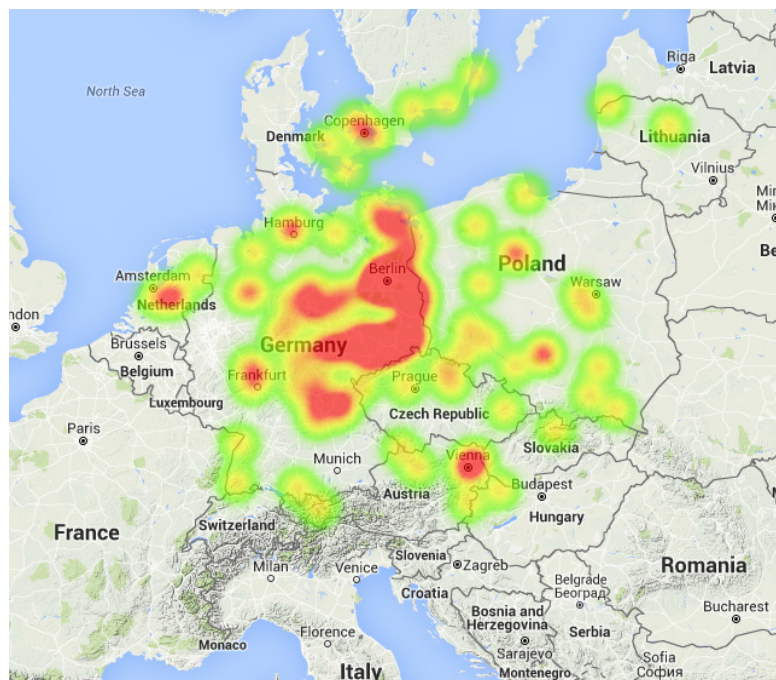 Riga
Latvia
North Sea
Copenhagen
Denmark
Lithuania
Vilnius
Hamburg
Berlin
Poland
Amsterdam
Warsaw
Netherlands
Brussels
Germany
Belgium
Frankfurt
Prague
Luxembourg
Czech Republic
Paris
Slovakia
Munich
Vienna
Budapest
Austria
Hungary
France
Switzerland
Slovenia
Zagreb
Romania
Milan
Venice
Croatia
Belgrade
Београд
Bosnia and
Herzegovina
Bucharest
Florence
Serbia
Monaco
Sarajevo
Sofia
София
Italy
Montenegro